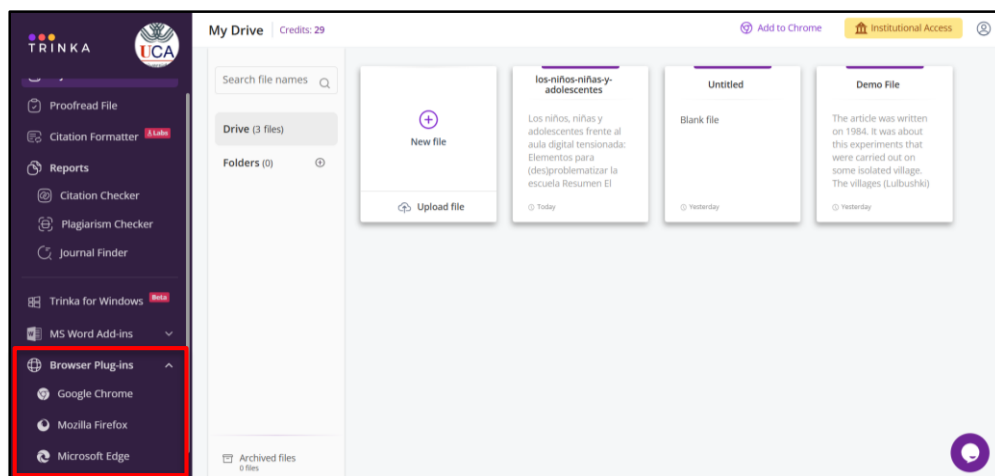 TRINKA
UCA
Proofread File
Citation Formatter
Labs
Reports
Citation Checker
Plagiarism Checker
Journal Finder
Trinka for Windows Beta
MS Word Add-ins
Browser Plug-ins
Google Chrome
Mozilla Firefox
Microsoft Edge
My Drive
Credits: 29
Add to Chrome
Institutional Access
Search file names
Drive (3 files)
Folders (0)
Archived files
0 files
New file
Upload file
los-niños-niñas-y-
adolescentes
Los niños, niñas y
adolescentes frente al
aula digital tensionada:
Elementos para
(des)problematizar la
escuela Resumen El
Today
Untitled
Blank file
Yesterday
Demo File
The article was written
on 1984. It was about
this experiments that
were carried out on
some isolated village.
The villages (Lulbushki)
Yesterday